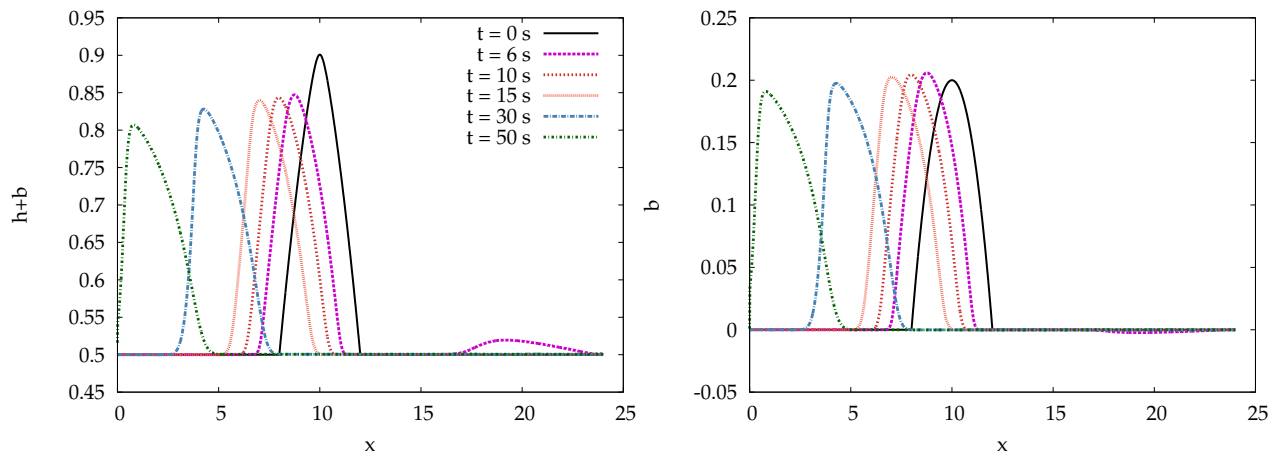 0.95
0.9
0.85
0.8
0.75
0.7
0.65
0.6
0.55
0.5
0.45
h+b
0 5 10 15 20 25
x
t = 0 s
t = 6 s
t = 10 s
t = 15 s
t = 30 s
t = 50 s
0.25
0.2
0.15
0.1
0.05
0
-0.05
b
0 5 10 15 20 25
x